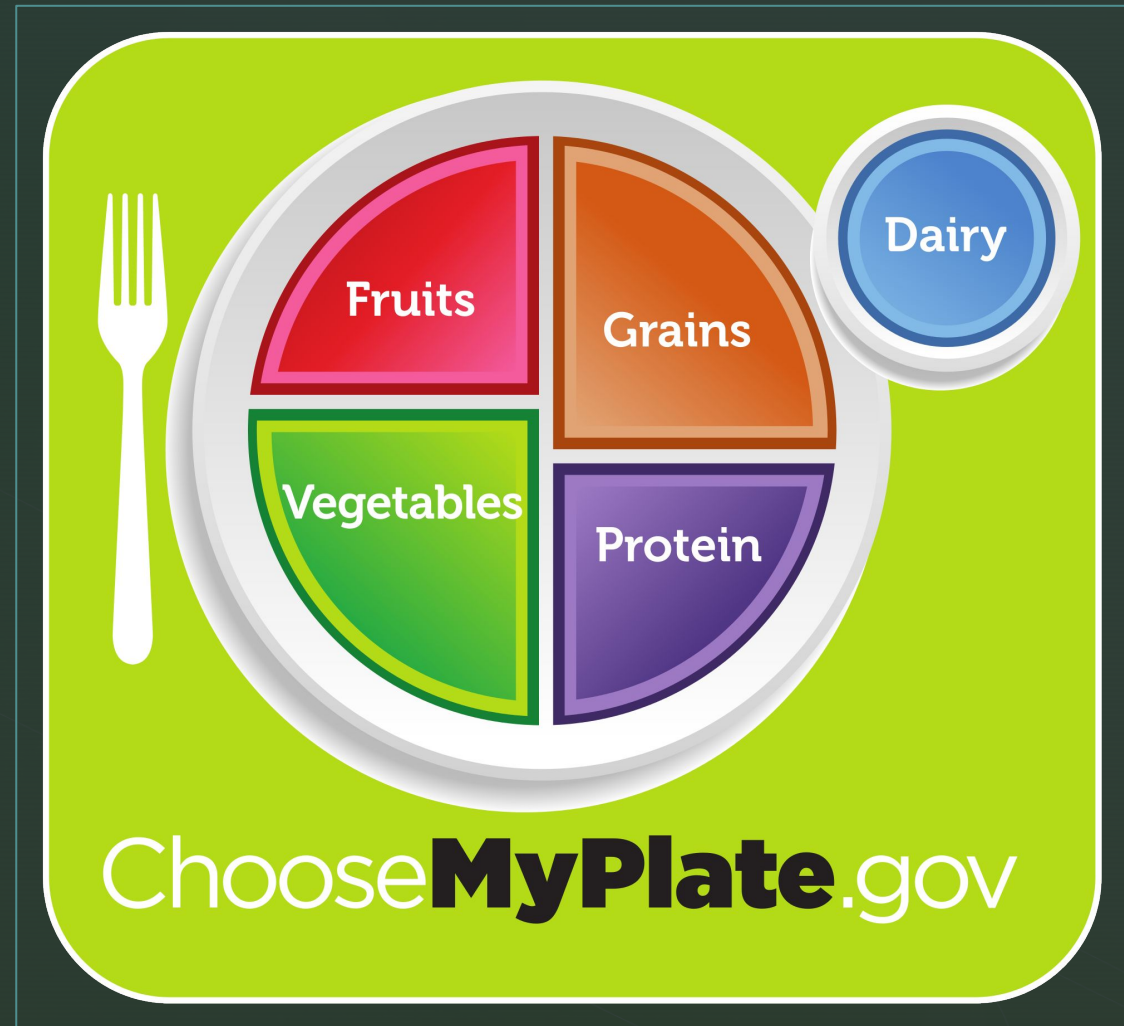 Dairy
Fruits
Grains
Vegetables
Protein
ChooseMyPlate.gov